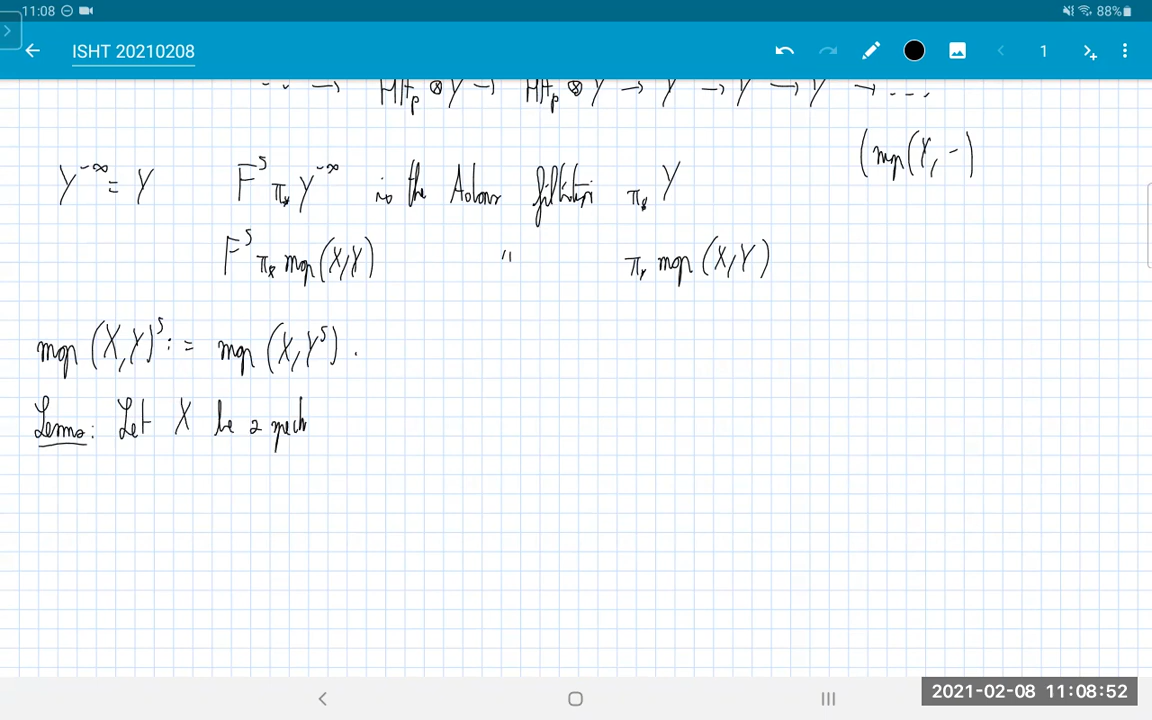 11:08 88%
ISHT 20210208 1
⋯ → HF_p ⊗ Y → HF_p ⊗ Y → Y → Y → Y → ⋯
(map(X, -)
Y^{-∞} = Y F^s π_* Y^{-∞} is the Adams filtration π_* Y
F^s π_* map(X,Y) " π_* map(X,Y)
map(X,Y)^s := map(X,Y^s).
Lemma: Let X be a spect
2021-02-08 11:08:52